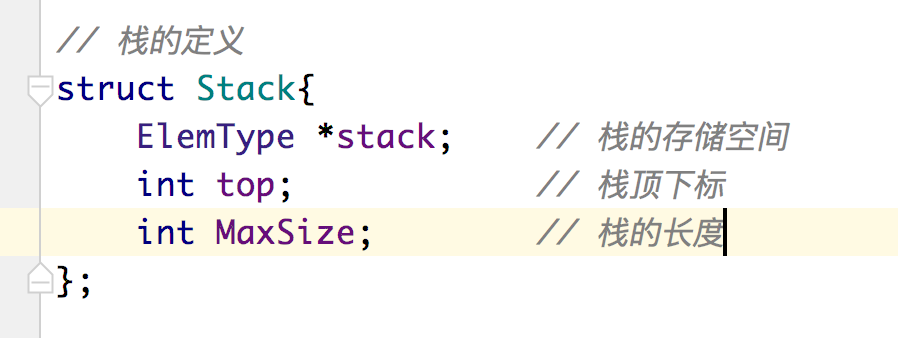 // 栈的定义
struct Stack{
    ElemType *stack;    // 栈的存储空间
    int top;            // 栈顶下标
    int MaxSize;        // 栈的长度
};